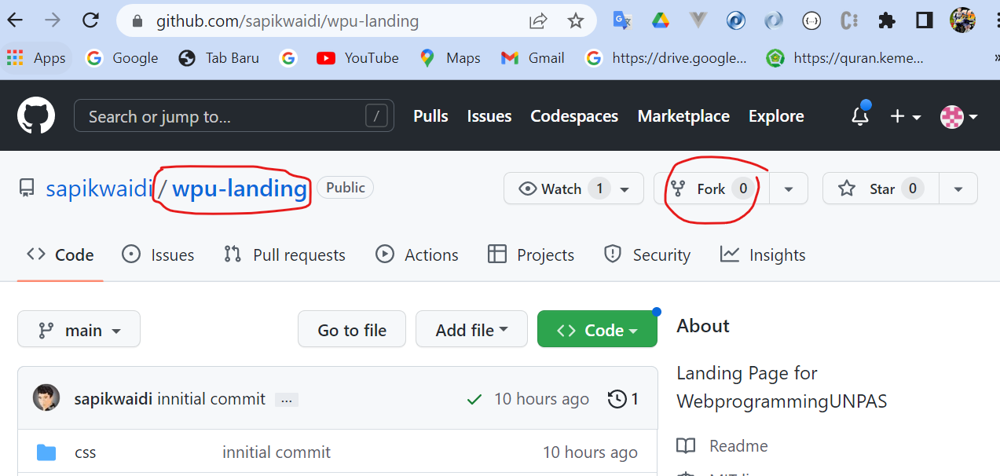 github.com/sapikwaidi/wpu-landing
Apps Google Tab Baru YouTube Maps Gmail https://drive.google... https://quran.keme... »
Search or jump to... / Pulls Issues Codespaces Marketplace Explore
sapikwaidi / wpu-landing Public Watch 1 Fork 0 Star 0
Code Issues Pull requests Actions Projects Security Insights
main Go to file Add file Code
About
sapikwaidi innitial commit ... 10 hours ago 1
Landing Page for
WebprogrammingUNPAS
css innitial commit 10 hours ago
Readme